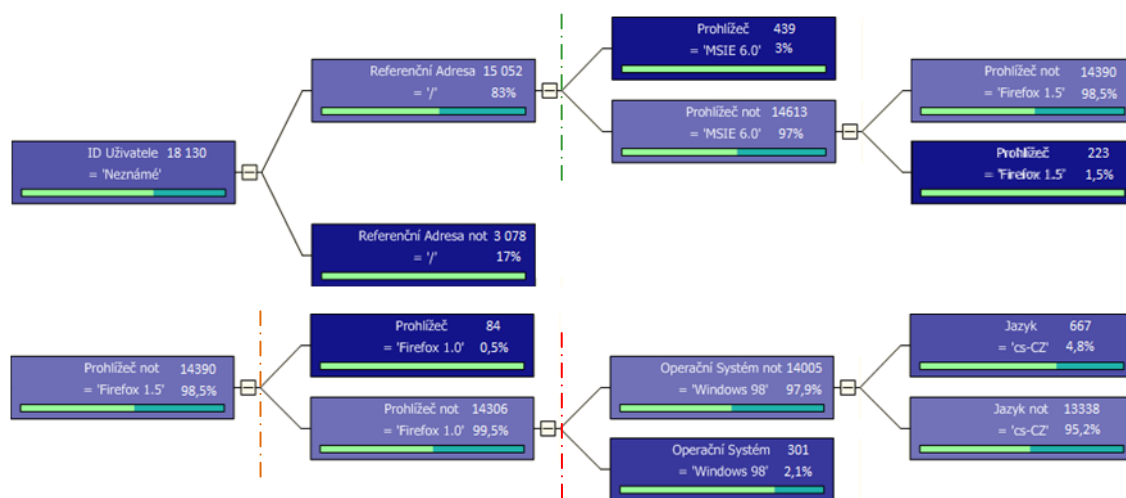 Prohlížeč 439
= 'MSIE 6.0' 3%
Referenční Adresa 15 052
= '/' 83%
Prohlížeč not 14390
= 'Firefox 1.5' 98,5%
Prohlížeč not 14613
= 'MSIE 6.0' 97%
ID Uživatele 18 130
= 'Neznámé'
Prohlížeč 223
= 'Firefox 1.5' 1,5%
Referenční Adresa not 3 078
= '/' 17%
Prohlížeč 84
= 'Firefox 1.0' 0,5%
Jazyk 667
= 'cs-CZ' 4,8%
Prohlížeč not 14390
= 'Firefox 1.5' 98,5%
Operační Systém not 14005
= 'Windows 98' 97,9%
Prohlížeč not 14306
= 'Firefox 1.0' 99,5%
Jazyk not 13338
= 'cs-CZ' 95,2%
Operační Systém 301
= 'Windows 98' 2,1%